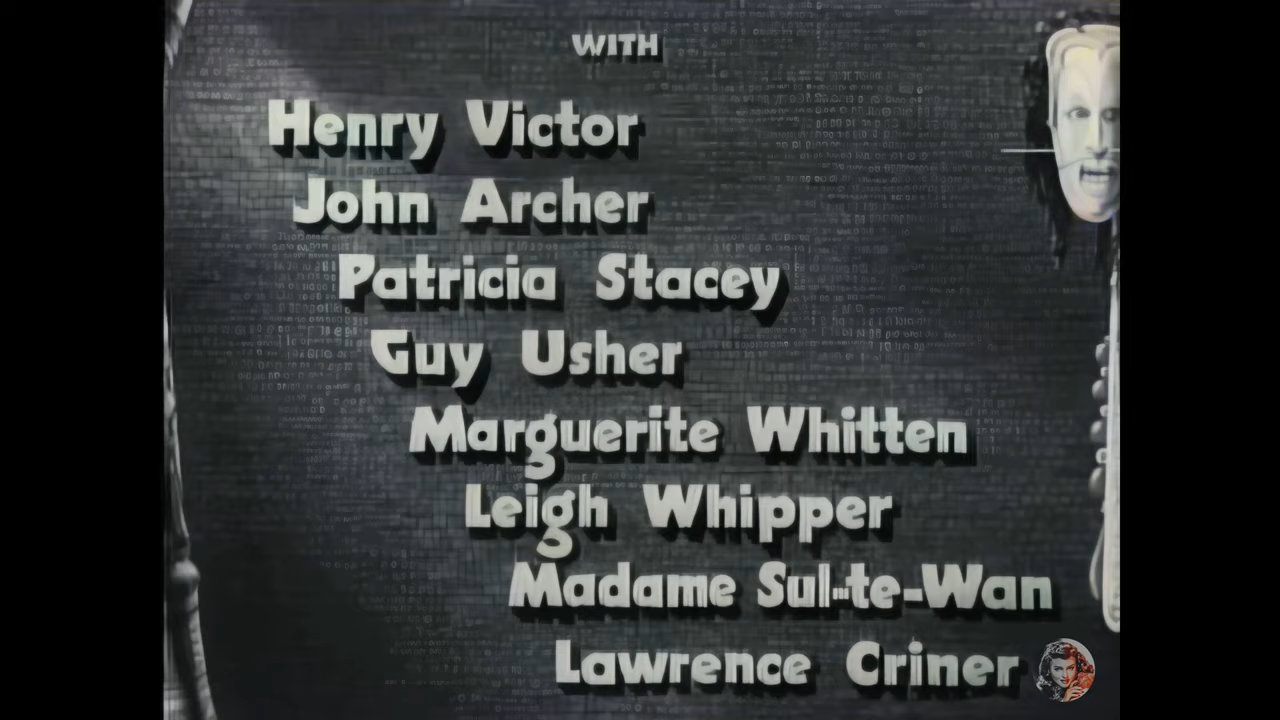 WITH
Henry Victor
John Archer
Patricia Stacey
Guy Usher
Marguerite Whitten
Leigh Whipper
Madame Sul-te-Wan
Lawrence Criner